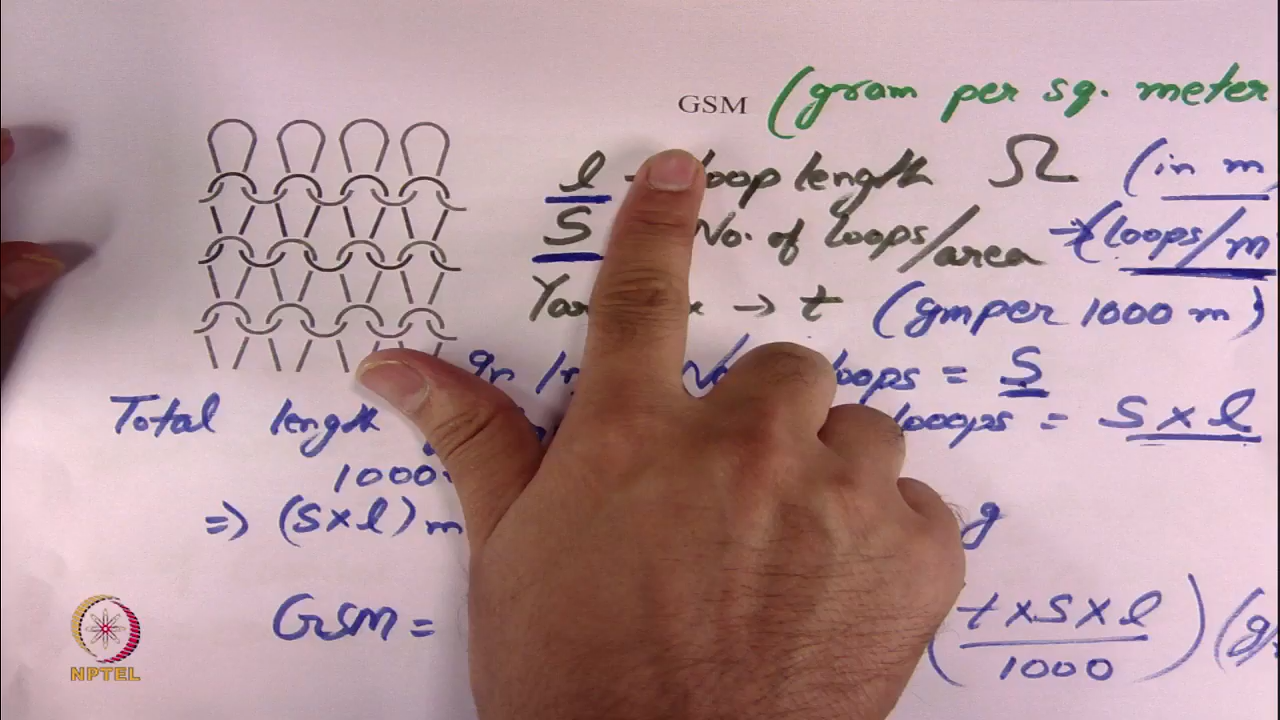 GSM (gram per sq. meter
l - loop length Ω (in m
S No. of loops/area → (loops/m
t (gm per 1000 m)
loops = S
Total length loops = S x l
1000
=> (S x l) m g
GSM = (t x S x l / 1000) (g/
NPTEL